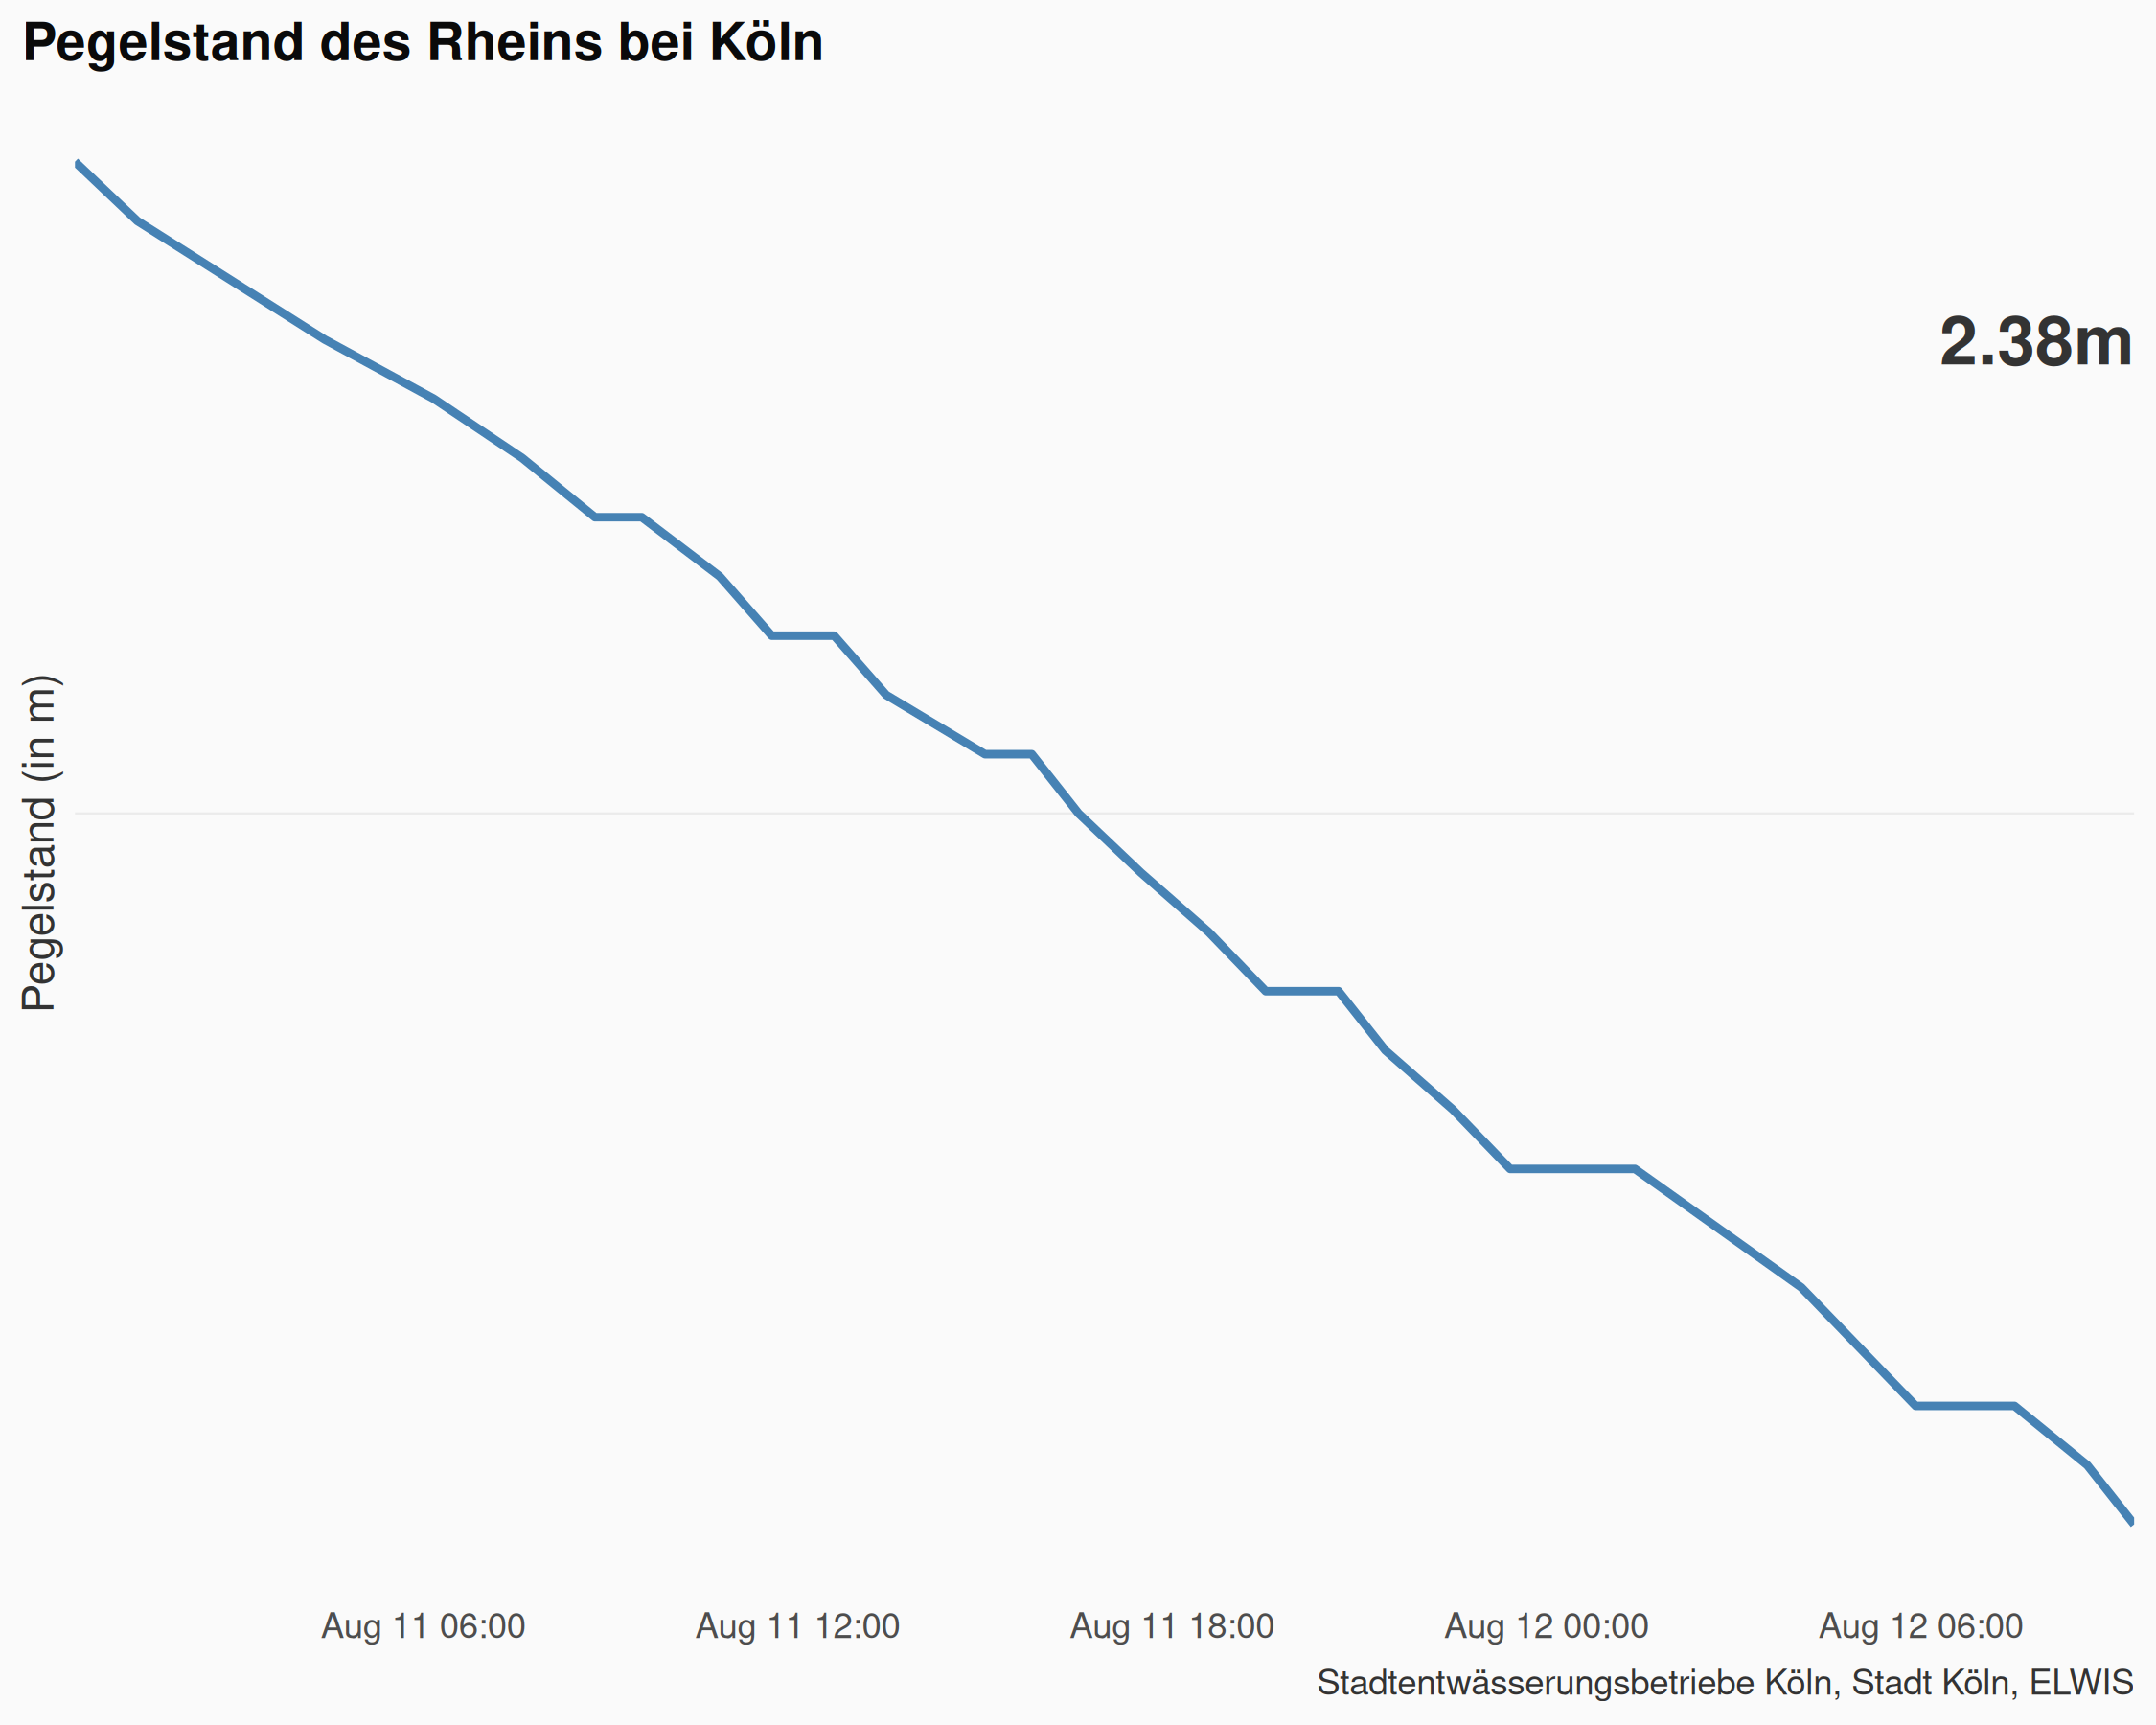 Pegelstand des Rheins bei Köln
2.38m
Pegelstand (in m)
Aug 11 06:00
Aug 11 12:00
Aug 11 18:00
Aug 12 00:00
Aug 12 06:00
Stadtentwässerungsbetriebe Köln, Stadt Köln, ELWIS